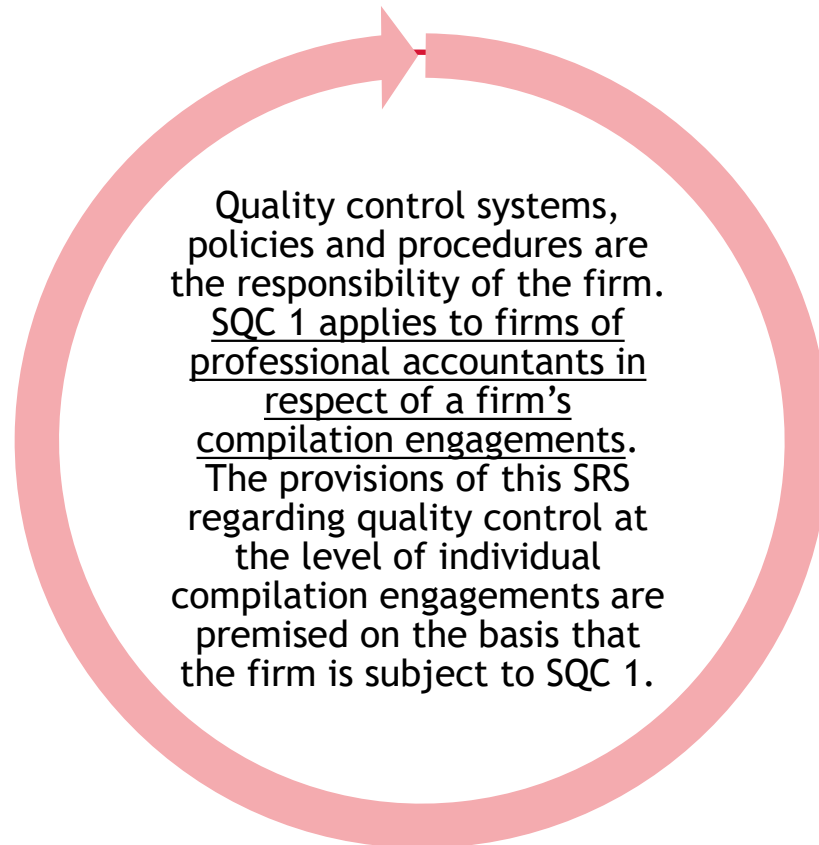 Quality control systems,
policies and procedures are
the responsibility of the firm.
SQC 1 applies to firms of
professional accountants in
respect of a firm’s
compilation engagements.
The provisions of this SRS
regarding quality control at
the level of individual
compilation engagements are
premised on the basis that
the firm is subject to SQC 1.